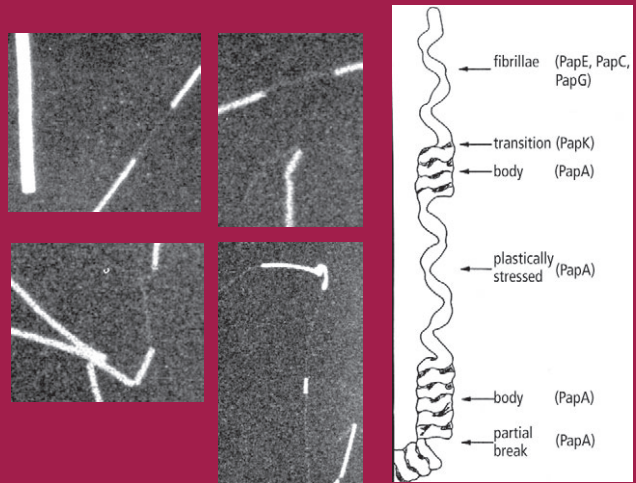 fibrillae (PapE, PapC,
PapG)
transition (PapK)
body (PapA)
plastically
stressed (PapA)
body (PapA)
partial
break (PapA)